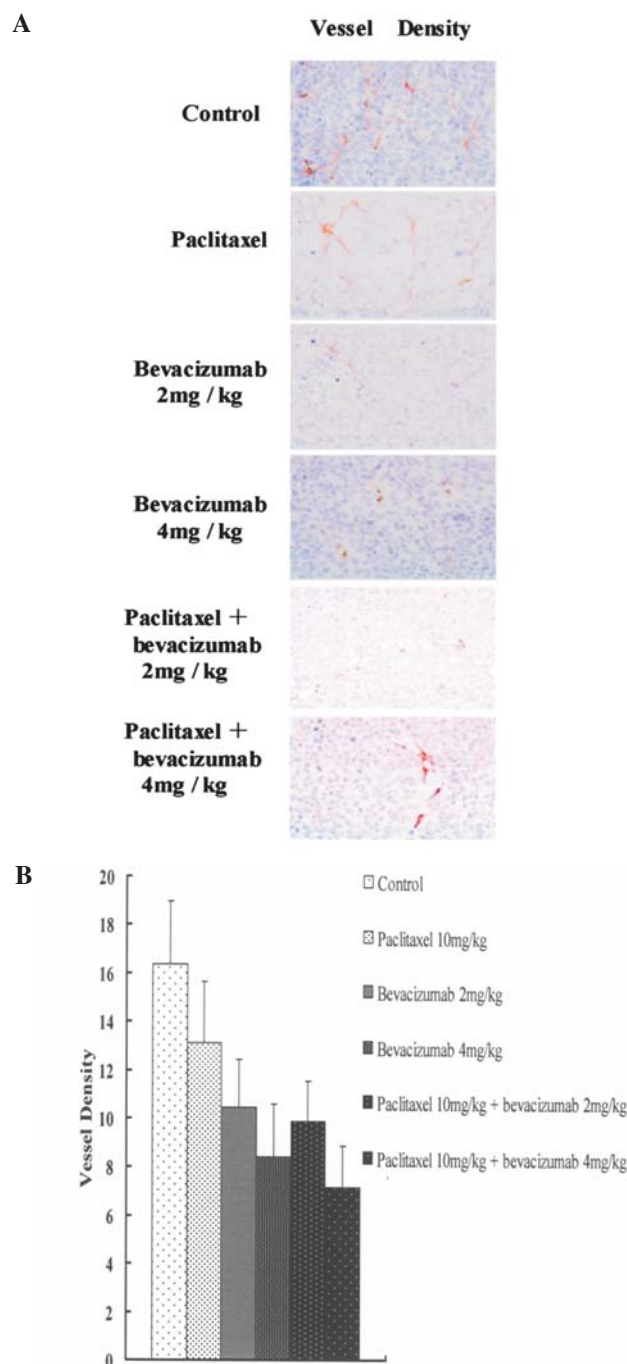 A
Vessel Density
Control
Paclitaxel
Bevacizumab
2mg / kg
Bevacizumab
4mg / kg
Paclitaxel +
bevacizumab
2mg / kg
Paclitaxel +
bevacizumab
4mg / kg
B
20
18
16
14
12
10
8
6
4
2
0
Vessel Density
Control
Paclitaxel 10mg/kg
Bevacizumab 2mg/kg
Bevacizumab 4mg/kg
Paclitaxel 10mg/kg + bevacizumab 2mg/kg
Paclitaxel 10mg/kg + bevacizumab 4mg/kg